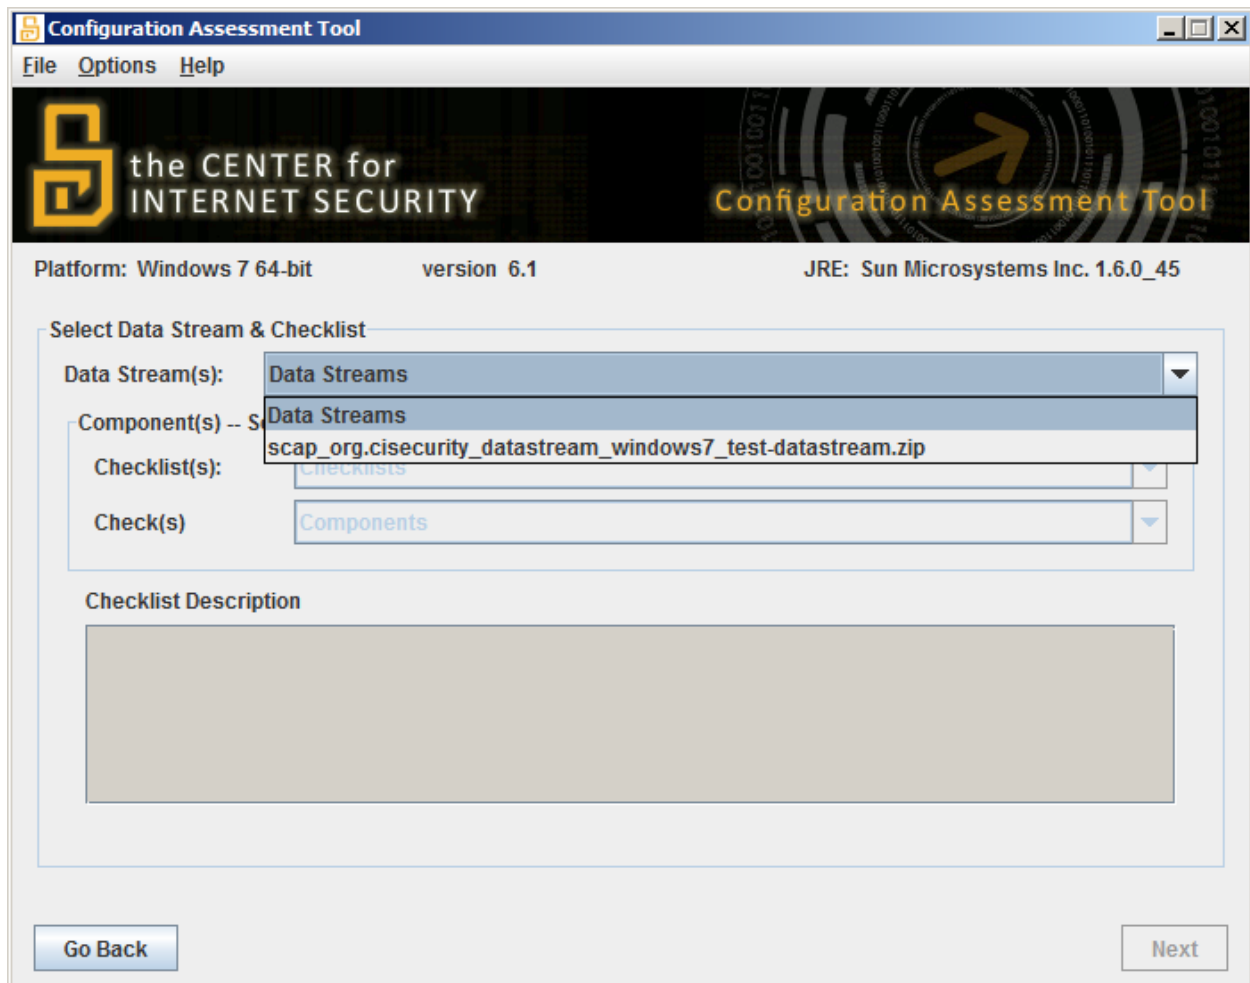 Configuration Assessment Tool
File Options Help
the CENTER for
INTERNET SECURITY
Configuration Assessment Tool
Platform: Windows 7 64-bit version 6.1 JRE: Sun Microsystems Inc. 1.6.0_45
Select Data Stream & Checklist
Data Stream(s): Data Streams
Data Streams
Component(s) --
scap_org.cisecurity_datastream_windows7_test-datastream.zip
Checklist(s): Checklists
Check(s) Components
Checklist Description
Go Back Next